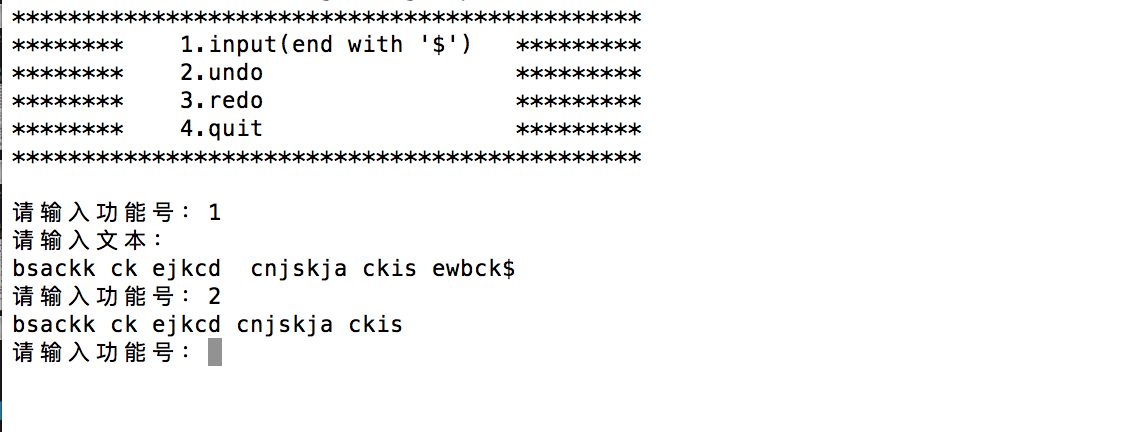 *********************************************
********    1.input(end with '$')   *********
********    2.undo                  *********
********    3.redo                  *********
********    4.quit                  *********
*********************************************
请输入功能号：1
请输入文本：
bsackk ck ejkcd  cnjskja ckis ewbck$
请输入功能号：2
bsackk ck ejkcd cnjskja ckis
请输入功能号：